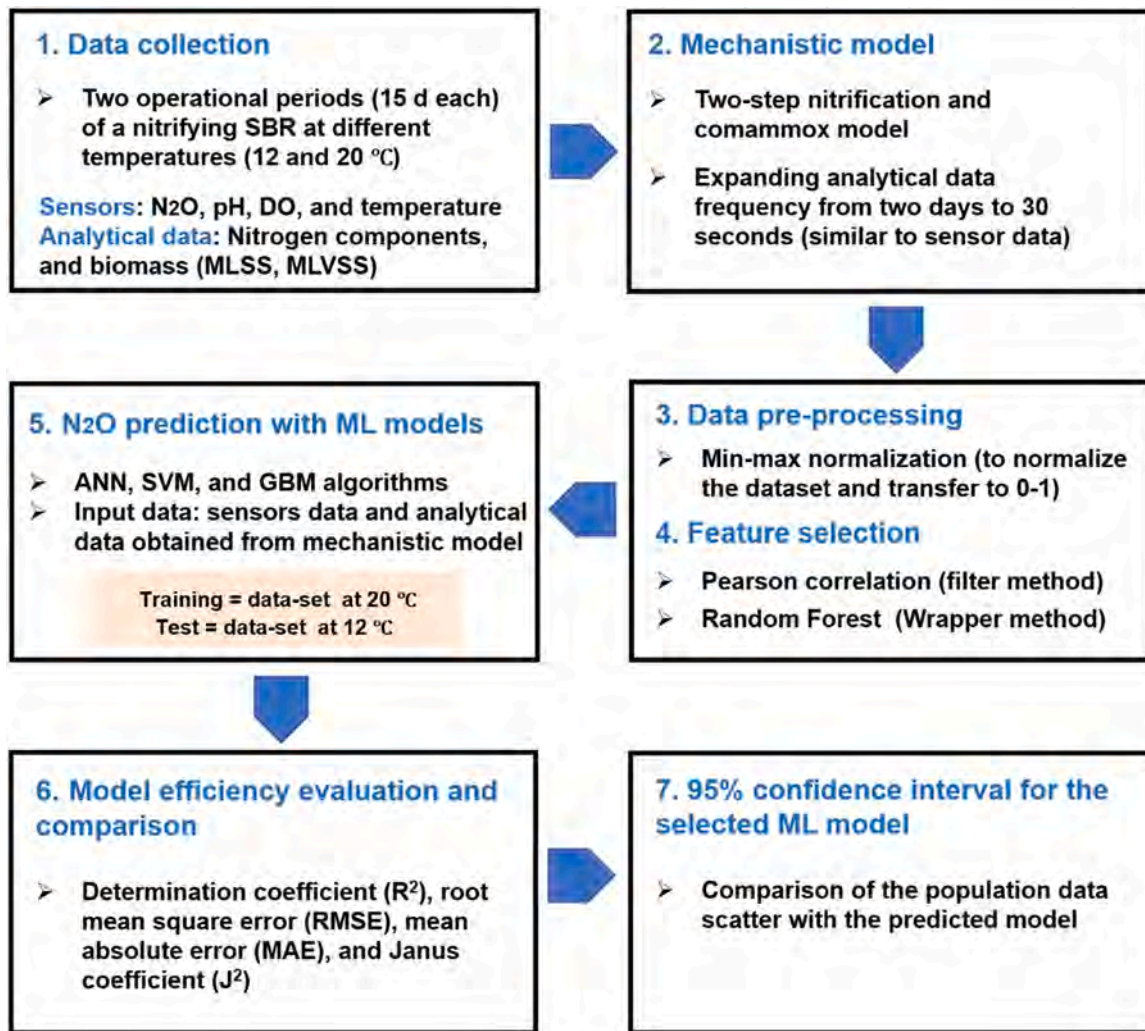 1. Data collection
➢ Two operational periods (15 d each)
of a nitrifying SBR at different
temperatures (12 and 20 ℃)
Sensors: N2O, pH, DO, and temperature
Analytical data: Nitrogen components,
and biomass (MLSS, MLVSS)
2. Mechanistic model
➢ Two-step nitrification and
comammox model
➢ Expanding analytical data
frequency from two days to 30
seconds (similar to sensor data)
3. Data pre-processing
➢ Min-max normalization (to normalize
the dataset and transfer to 0-1)
4. Feature selection
➢ Pearson correlation (filter method)
➢ Random Forest (Wrapper method)
5. N2O prediction with ML models
➢ ANN, SVM, and GBM algorithms
➢ Input data: sensors data and analytical
data obtained from mechanistic model
Training = data-set at 20 ℃
Test = data-set at 12 ℃
6. Model efficiency evaluation and
comparison
➢ Determination coefficient (R²), root
mean square error (RMSE), mean
absolute error (MAE), and Janus
coefficient (J²)
7. 95% confidence interval for the
selected ML model
➢ Comparison of the population data
scatter with the predicted model